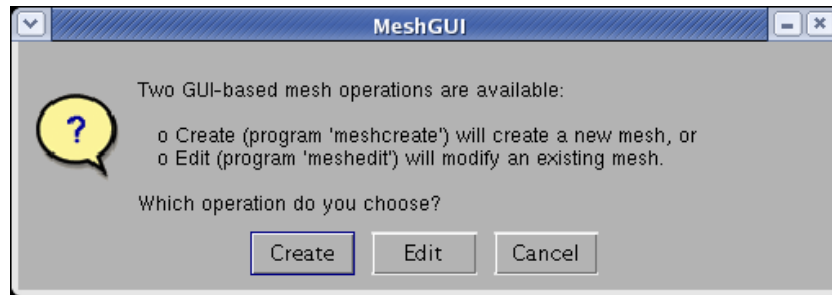 MeshGUI
Two GUI-based mesh operations are available:
o Create (program 'meshcreate') will create a new mesh, or
o Edit (program 'meshedit') will modify an existing mesh.
?
Which operation do you choose?
Create Edit Cancel